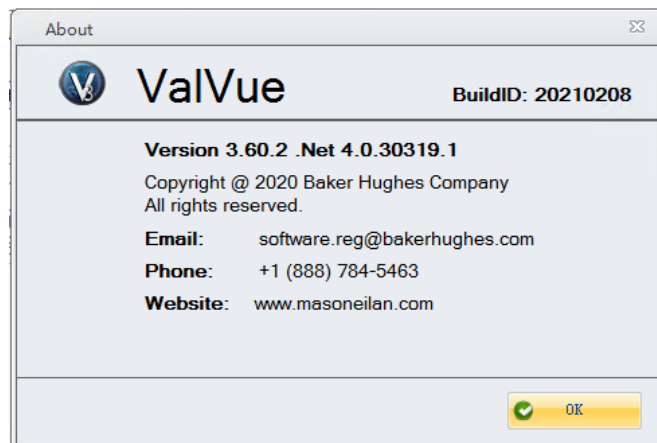 About
ValVue
BuildID: 20210208
Version 3.60.2 .Net 4.0.30319.1
Copyright @ 2020 Baker Hughes Company
All rights reserved.
Email: software.reg@bakerhughes.com
Phone: +1 (888) 784-5463
Website: www.masoneilan.com
OK